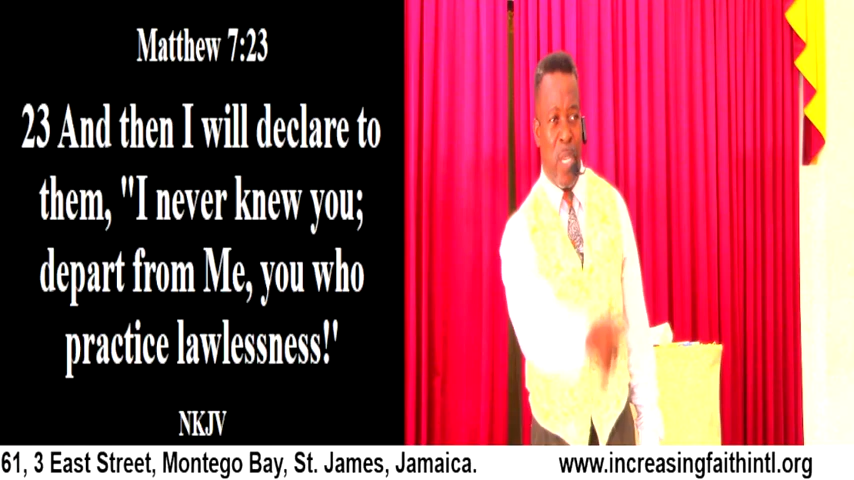 Matthew 7:23
23 And then I will declare to
them, "I never knew you;
depart from Me, you who
practice lawlessness!'
NKJV
61, 3 East Street, Montego Bay, St. James, Jamaica. www.increasingfaithintl.org